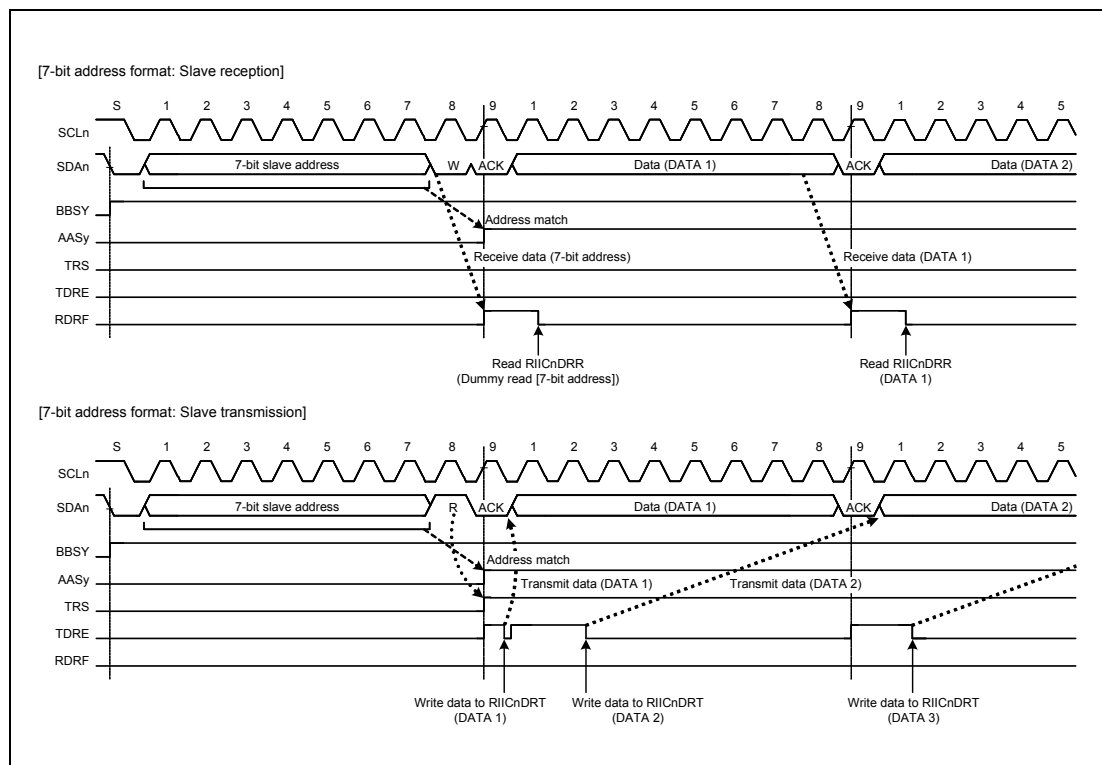 [7-bit address format: Slave reception]
S 1 2 3 4 5 6 7 8 9 1 2 3 4 5 6 7 8 9 1 2 3 4 5
SCLn
SDAn 7-bit slave address W ACK Data (DATA 1) ACK Data (DATA 2)
BBSY
Address match
AASy
Receive data (7-bit address) Receive data (DATA 1)
TRS
TDRE
RDRF
Read RIICnDRR Read RIICnDRR
(Dummy read [7-bit address]) (DATA 1)
[7-bit address format: Slave transmission]
S 1 2 3 4 5 6 7 8 9 1 2 3 4 5 6 7 8 9 1 2 3 4 5
SCLn
SDAn 7-bit slave address R ACK Data (DATA 1) ACK Data (DATA 2)
BBSY
Address match
AASy
Transmit data (DATA 1) Transmit data (DATA 2)
TRS
TDRE
RDRF
Write data to RIICnDRT Write data to RIICnDRT Write data to RIICnDRT
(DATA 1) (DATA 2) (DATA 3)